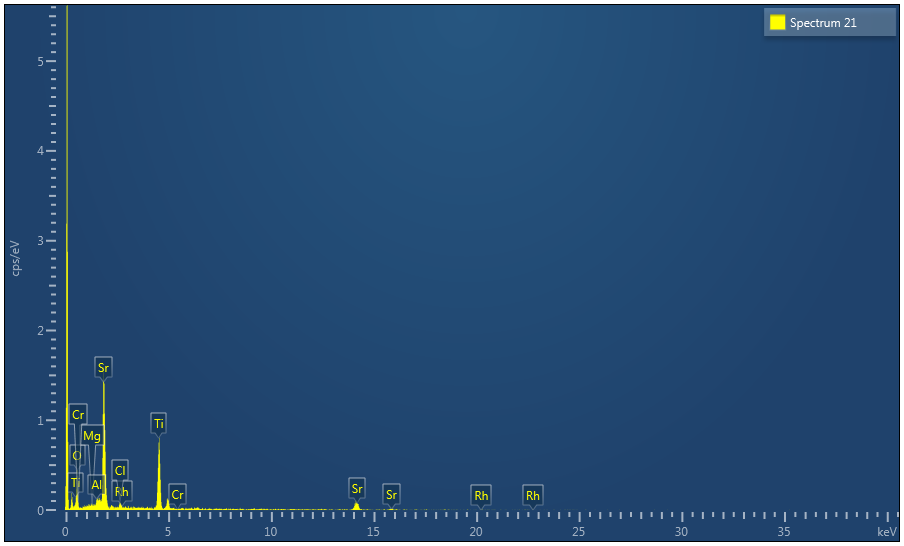 Spectrum 21
cps/eV
5
4
3
2
1
0
Sr
Cr
Mg
O
Ti
Al
Cl
Rh
Ti
Cr
Sr
Sr
Rh
Rh
0 5 10 15 20 25 30 35 keV